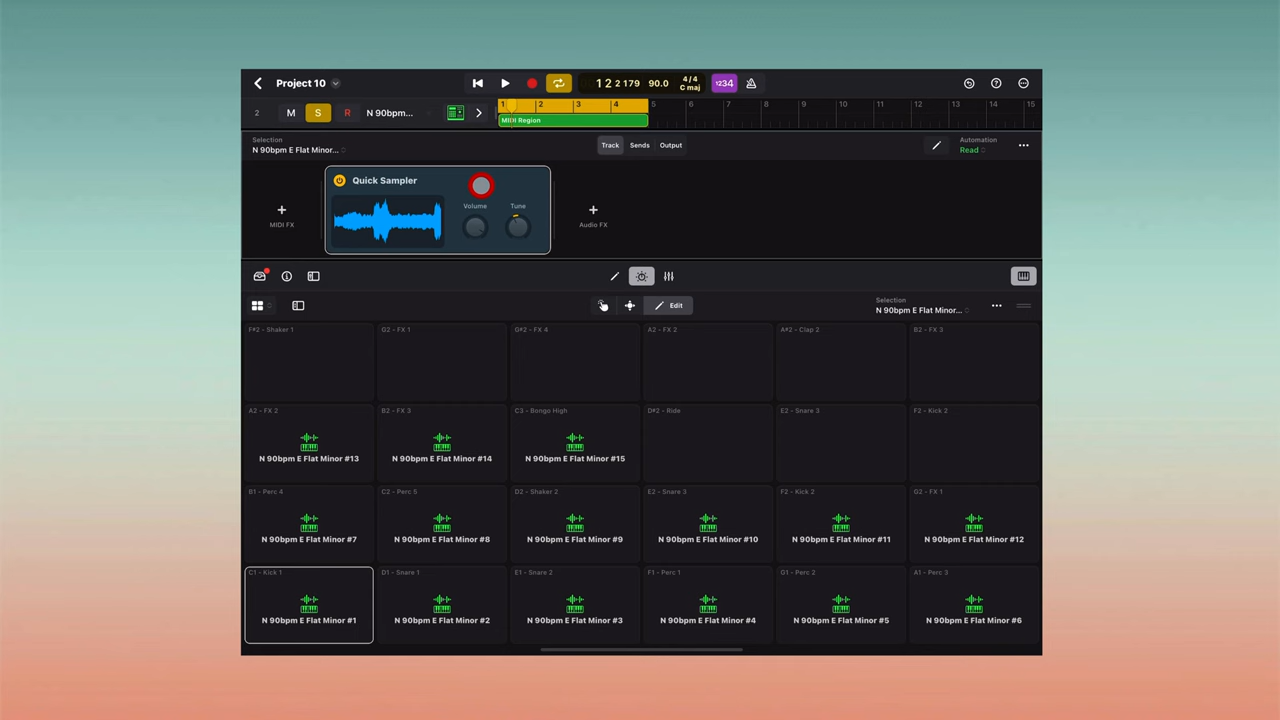 Project 10
1 2 2 179
90.0
4/4
C maj
1234
2
M
S
R
N 90bpm...
1 2 3 4 5 6 7 8 9 10 11 12 13 14 15
MIDI Region
Selection
N 90bpm E Flat Minor...
Track
Sends
Output
Automation
Read
MIDI FX
Quick Sampler
Volume
Tune
Audio FX
Edit
Selection
N 90bpm E Flat Minor...
F#2 - Shaker 1
G2 - FX 1
G#2 - FX 4
A2 - FX 2
A#2 - Clap 2
B2 - FX 3
A2 - FX 2
B2 - FX 3
C3 - Bongo High
D#2 - Ride
E2 - Snare 3
F2 - Kick 2
N 90bpm E Flat Minor #13
N 90bpm E Flat Minor #14
N 90bpm E Flat Minor #15
B1 - Perc 4
C2 - Perc 5
D2 - Shaker 2
E2 - Snare 3
F2 - Kick 2
G2 - FX 1
N 90bpm E Flat Minor #7
N 90bpm E Flat Minor #8
N 90bpm E Flat Minor #9
N 90bpm E Flat Minor #10
N 90bpm E Flat Minor #11
N 90bpm E Flat Minor #12
C1 - Kick 1
D1 - Snare 1
E1 - Snare 2
F1 - Perc 1
G1 - Perc 2
A1 - Perc 3
N 90bpm E Flat Minor #1
N 90bpm E Flat Minor #2
N 90bpm E Flat Minor #3
N 90bpm E Flat Minor #4
N 90bpm E Flat Minor #5
N 90bpm E Flat Minor #6